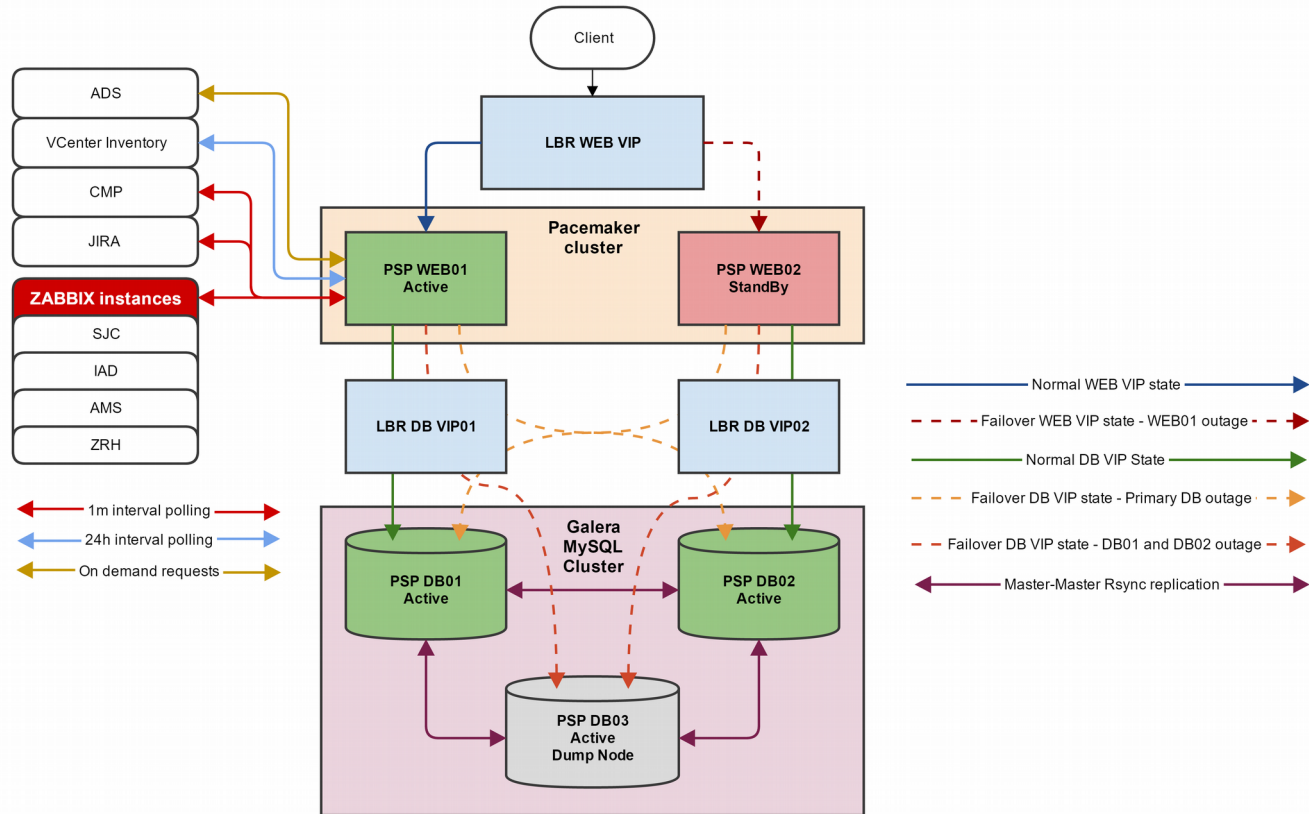 Client
LBR WEB VIP
ADS
VCenter Inventory
CMP
JIRA
ZABBIX instances
SJC
IAD
AMS
ZRH
Pacemaker
cluster
PSP WEB01
Active
PSP WEB02
StandBy
LBR DB VIP01
LBR DB VIP02
Galera
MySQL
Cluster
PSP DB01
Active
PSP DB02
Active
PSP DB03
Active
Dump Node
1m interval polling
24h interval polling
On demand requests
Normal WEB VIP state
Failover WEB VIP state - WEB01 outage
Normal DB VIP State
Failover DB VIP state - Primary DB outage
Failover DB VIP state - DB01 and DB02 outage
Master-Master Rsync replication